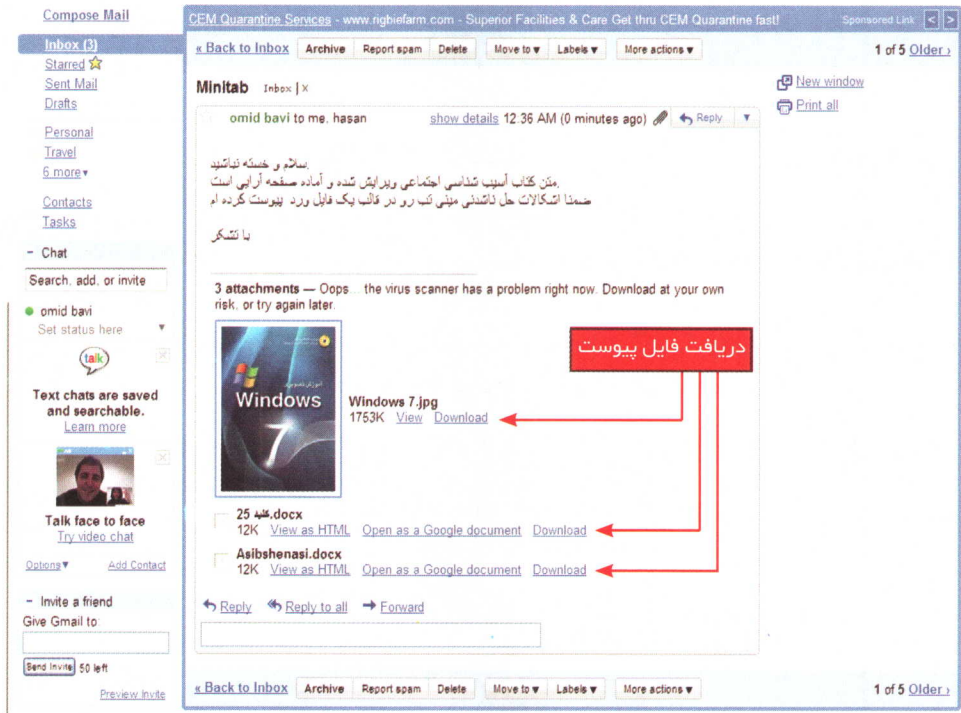 Compose Mail
Inbox (3)
Starred
Sent Mail
Drafts
Personal
Travel
6 more▾
Contacts
Tasks
– Chat
Search, add, or invite
omid bavi
Set status here
talk
Text chats are saved
and searchable.
Learn more
Talk face to face
Try video chat
Options▾ Add Contact
– Invite a friend
Give Gmail to:
Send Invite 50 left
Preview Invite
CEM Quarantine Services - www.rigbiefarm.com - Superior Facilities & Care Get thru CEM Quarantine fast! Sponsored Link < >
« Back to Inbox Archive Report spam Delete Move to ▾ Labels ▾ More actions ▾ 1 of 5 Older ›
Minitab Inbox | X
New window
Print all
omid bavi to me, hasan show details 12:36 AM (0 minutes ago) Reply ▾
سلام و خسته نباشید.
متن کتاب آسیب شناسی اجتماعی ویرایش شده و آماده صفحه آرایی است.
ضمنا اشکالات حل ناشدنی مینی تب رو در قالب یک فایل ورد پیوست کرده ام
با تشکر
3 attachments — Oops... the virus scanner has a problem right now. Download at your own
risk, or try again later.
دریافت فایل پیوست
آموزش تصویری
Windows
7
Windows 7.jpg
1753K View Download
25 کلید.docx
12K View as HTML Open as a Google document Download
Asibshenasi.docx
12K View as HTML Open as a Google document Download
Reply Reply to all Forward
« Back to Inbox Archive Report spam Delete Move to ▾ Labels ▾ More actions ▾ 1 of 5 Older ›